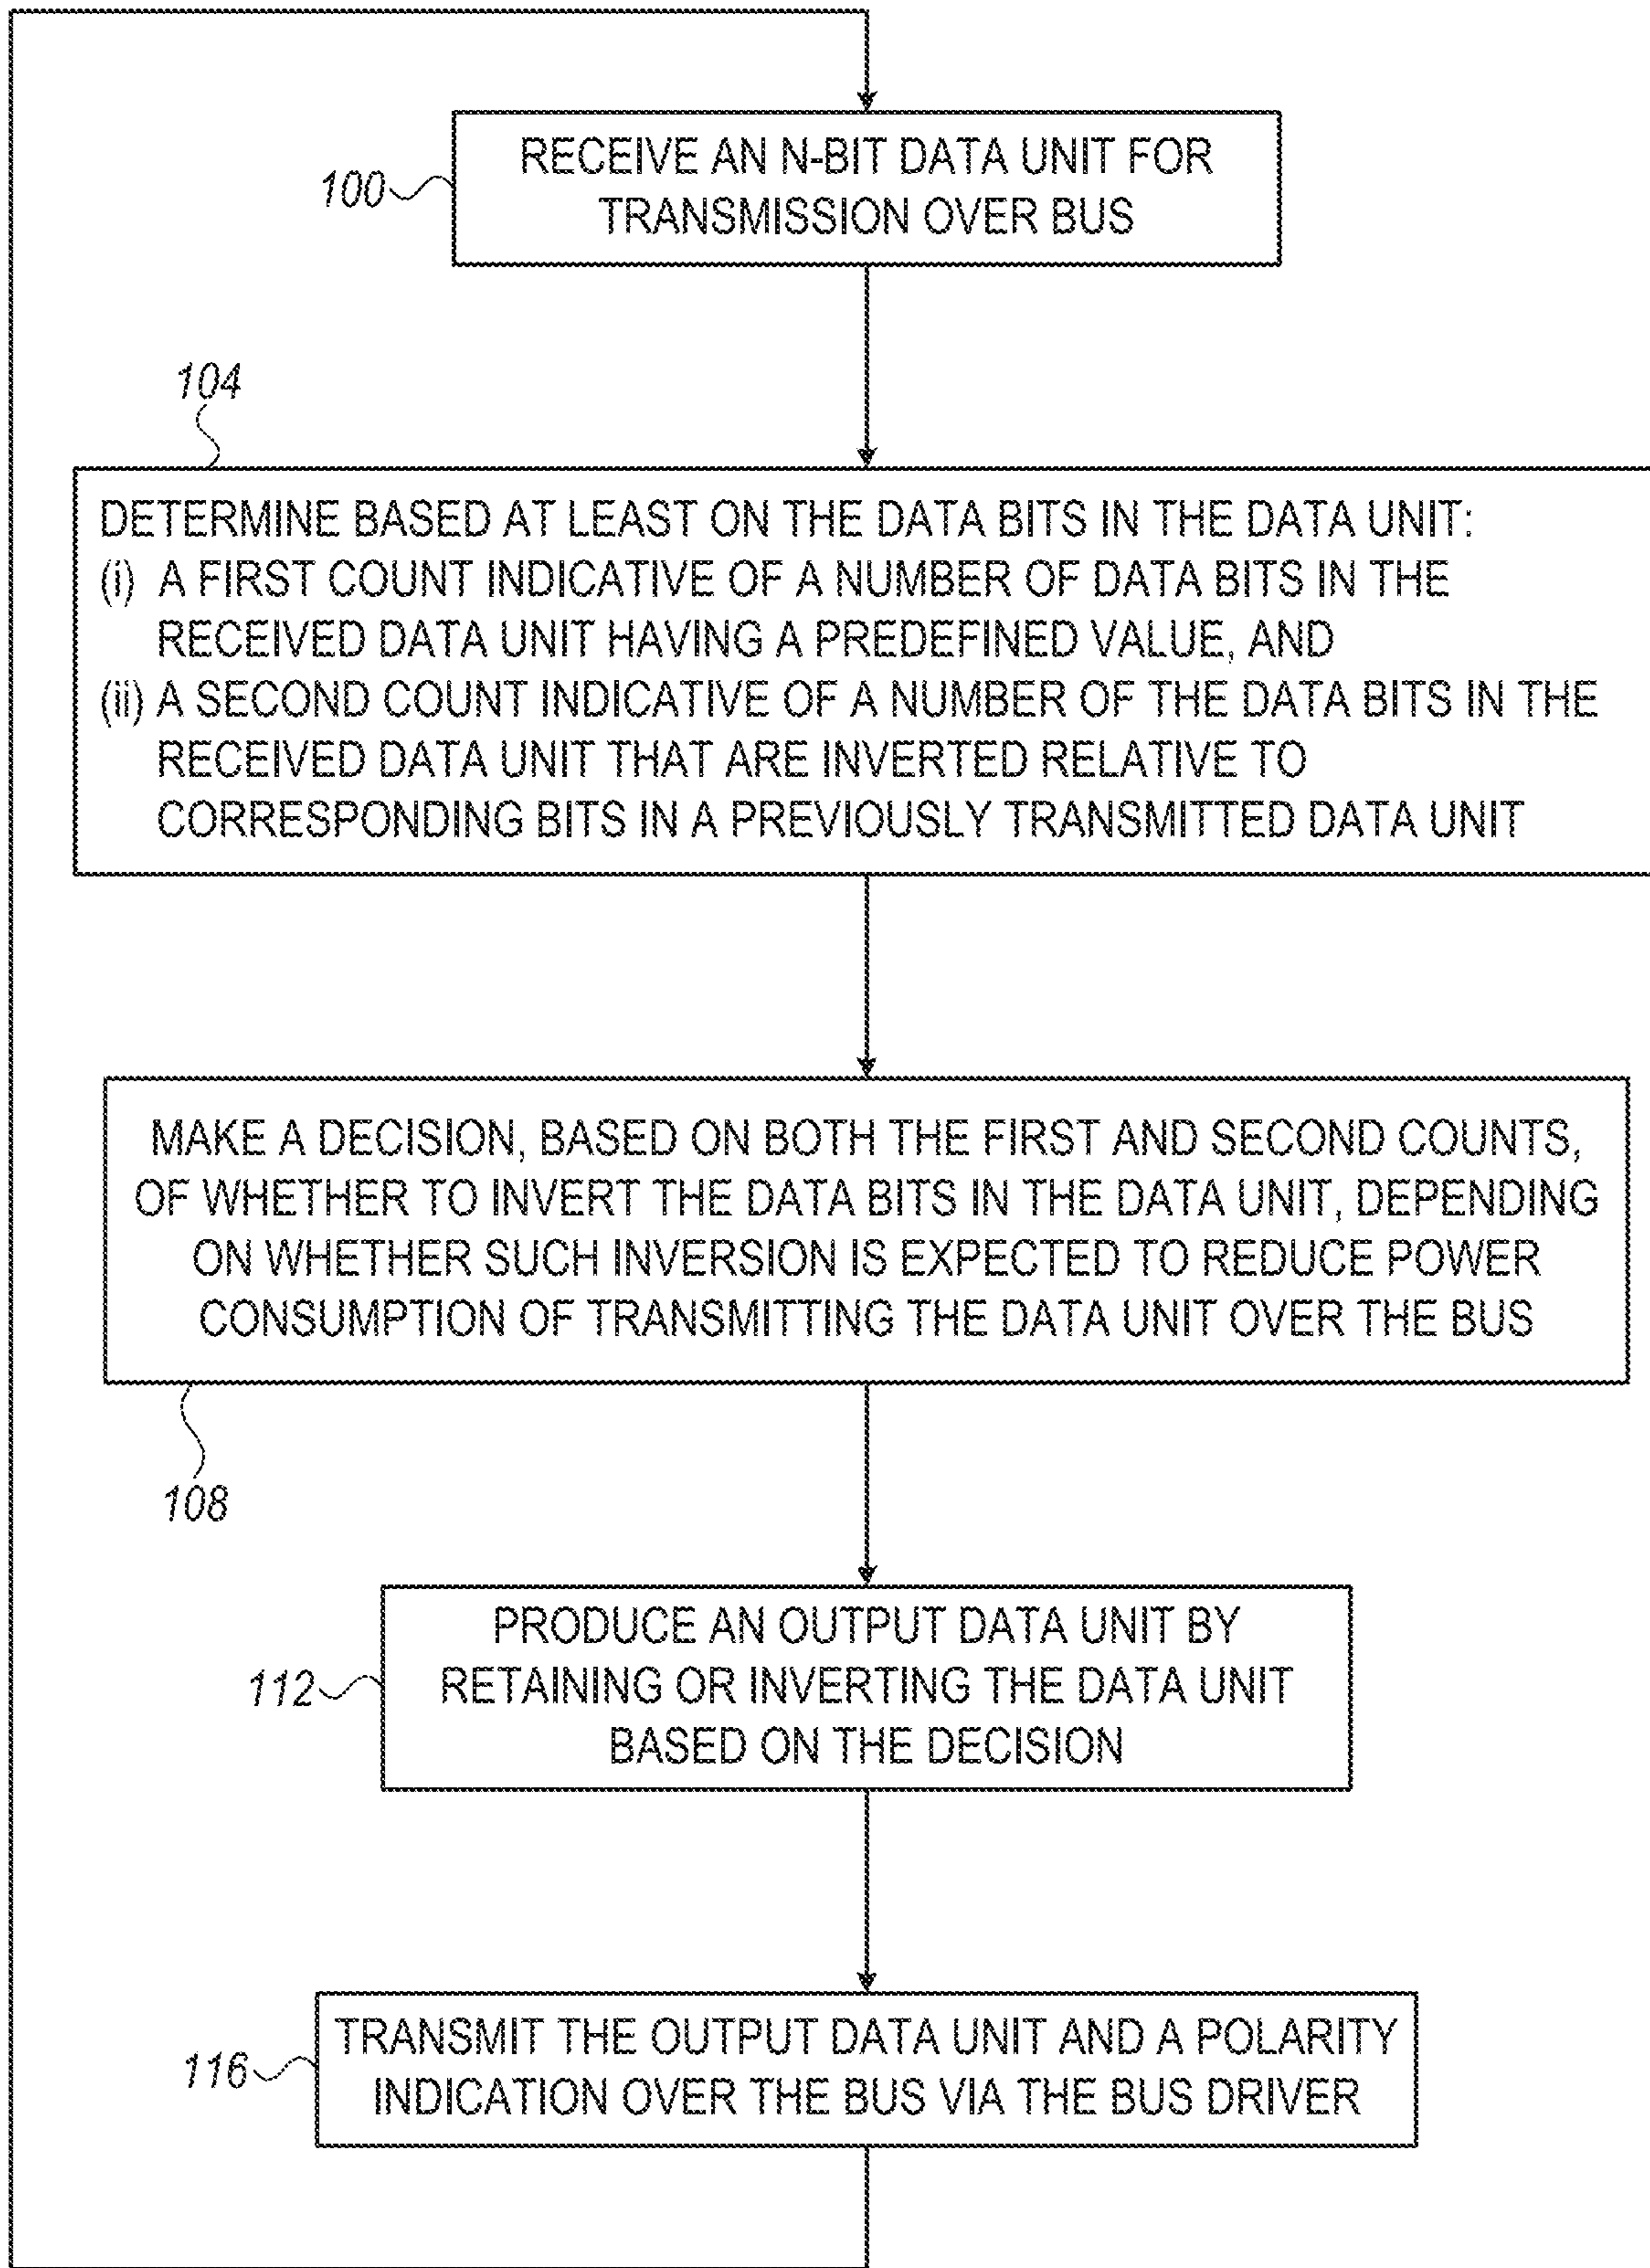 100
RECEIVE AN N-BIT DATA UNIT FOR
TRANSMISSION OVER BUS
104
DETERMINE BASED AT LEAST ON THE DATA BITS IN THE DATA UNIT:
(i) A FIRST COUNT INDICATIVE OF A NUMBER OF DATA BITS IN THE
RECEIVED DATA UNIT HAVING A PREDEFINED VALUE, AND
(ii) A SECOND COUNT INDICATIVE OF A NUMBER OF THE DATA BITS IN THE
RECEIVED DATA UNIT THAT ARE INVERTED RELATIVE TO
CORRESPONDING BITS IN A PREVIOUSLY TRANSMITTED DATA UNIT
MAKE A DECISION, BASED ON BOTH THE FIRST AND SECOND COUNTS,
OF WHETHER TO INVERT THE DATA BITS IN THE DATA UNIT, DEPENDING
ON WHETHER SUCH INVERSION IS EXPECTED TO REDUCE POWER
CONSUMPTION OF TRANSMITTING THE DATA UNIT OVER THE BUS
108
112
PRODUCE AN OUTPUT DATA UNIT BY
RETAINING OR INVERTING THE DATA UNIT
BASED ON THE DECISION
116
TRANSMIT THE OUTPUT DATA UNIT AND A POLARITY
INDICATION OVER THE BUS VIA THE BUS DRIVER